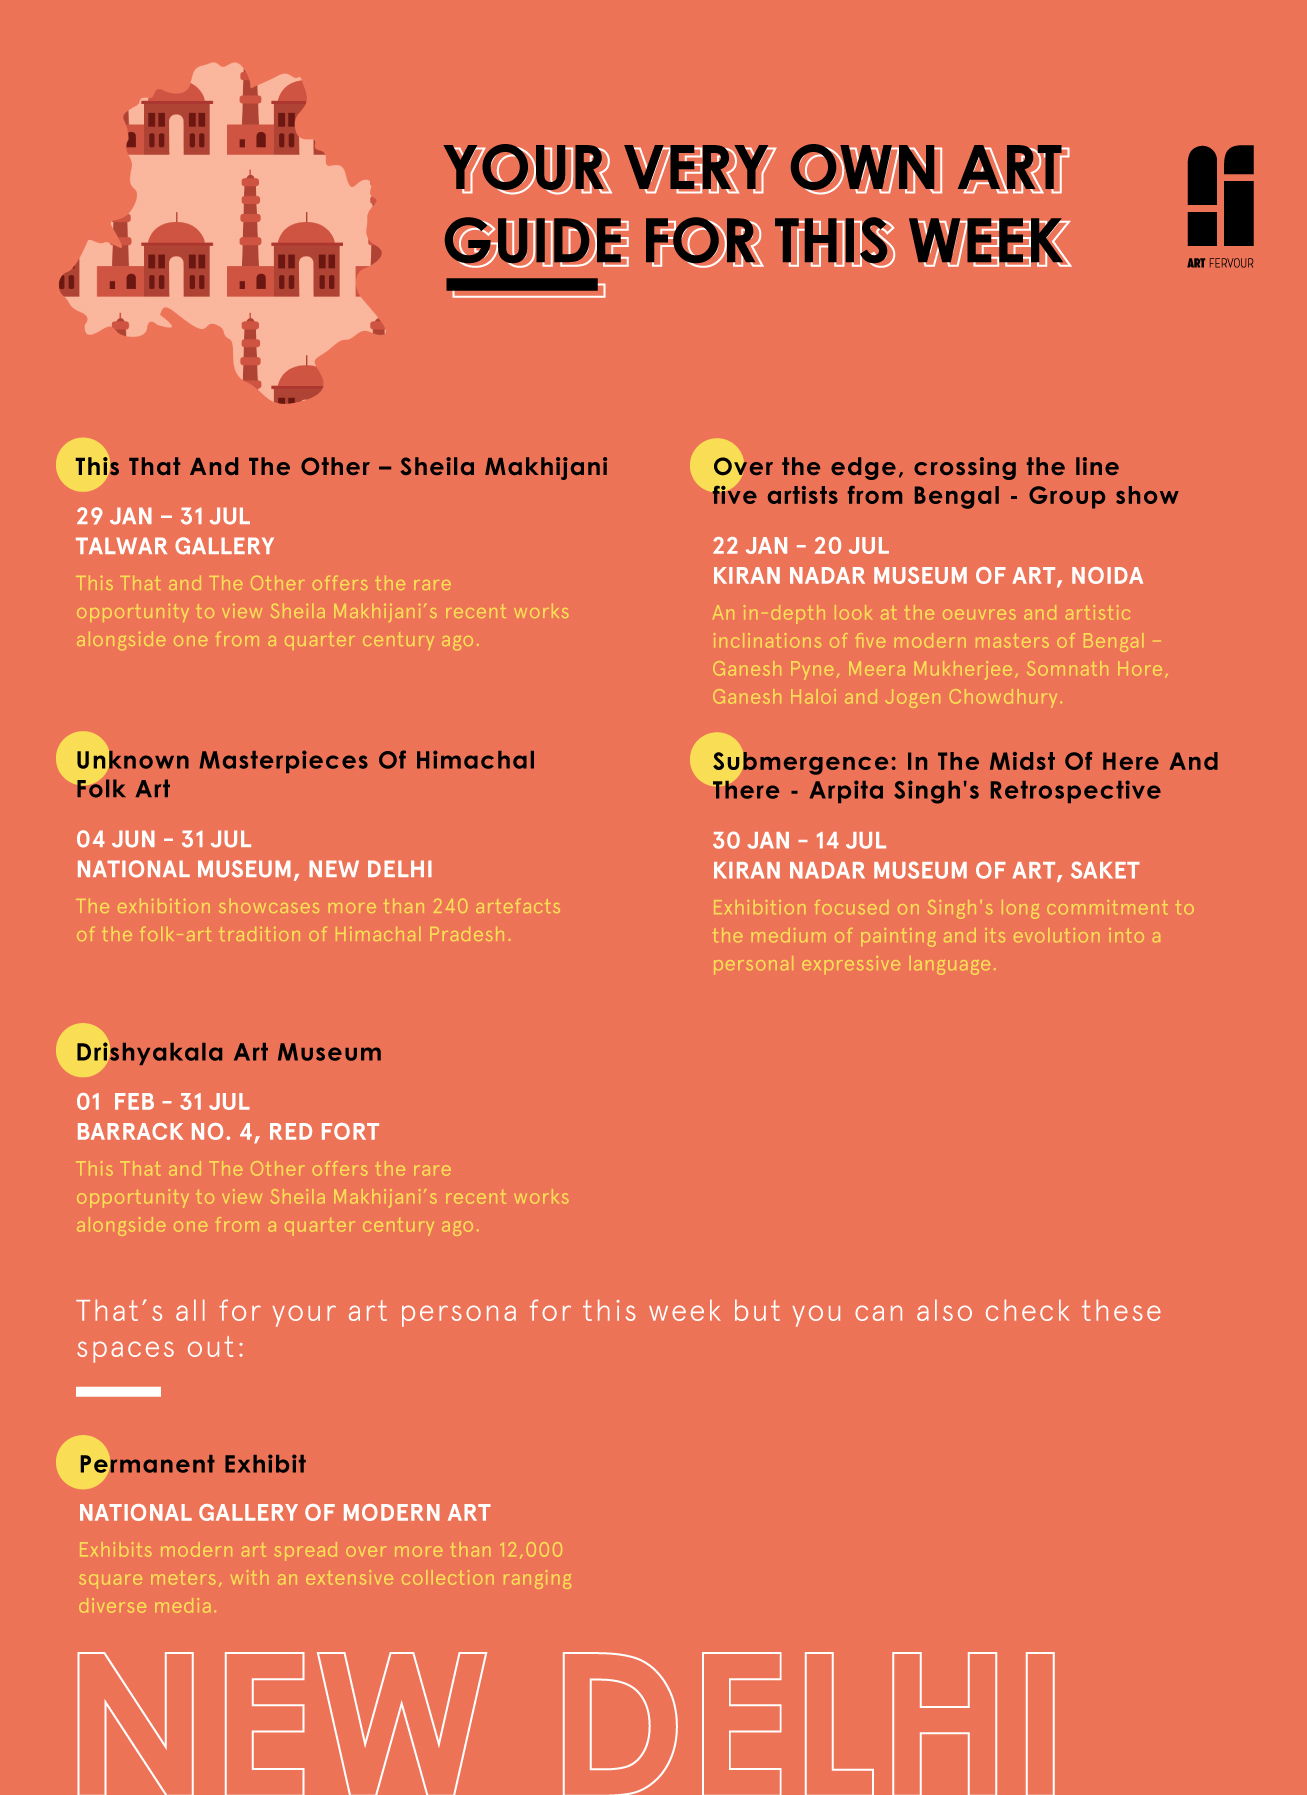 YOUR VERY OWN ART
GUIDE FOR THIS WEEK
ART FERVOUR
This That And The Other – Sheila Makhijani
29 JAN – 31 JUL
TALWAR GALLERY
This That and The Other offers the rare
opportunity to view Sheila Makhijani’s recent works
alongside one from a quarter century ago.
Over the edge, crossing the line
five artists from Bengal - Group show
22 JAN – 20 JUL
KIRAN NADAR MUSEUM OF ART, NOIDA
An in-depth look at the oeuvres and artistic
inclinations of five modern masters of Bengal –
Ganesh Pyne, Meera Mukherjee, Somnath Hore,
Ganesh Haloi and Jogen Chowdhury.
Unknown Masterpieces Of Himachal
Folk Art
04 JUN – 31 JUL
NATIONAL MUSEUM, NEW DELHI
The exhibition showcases more than 240 artefacts
of the folk-art tradition of Himachal Pradesh.
Submergence: In The Midst Of Here And
There - Arpita Singh's Retrospective
30 JAN – 14 JUL
KIRAN NADAR MUSEUM OF ART, SAKET
Exhibition focused on Singh's long commitment to
the medium of painting and its evolution into a
personal expressive language.
Drishyakala Art Museum
01 FEB – 31 JUL
BARRACK NO. 4, RED FORT
This That and The Other offers the rare
opportunity to view Sheila Makhijani’s recent works
alongside one from a quarter century ago.
That’s all for your art persona for this week but you can also check these
spaces out:
Permanent Exhibit
NATIONAL GALLERY OF MODERN ART
Exhibits modern art spread over more than 12,000
square meters, with an extensive collection ranging
diverse media.
NEW DELHI